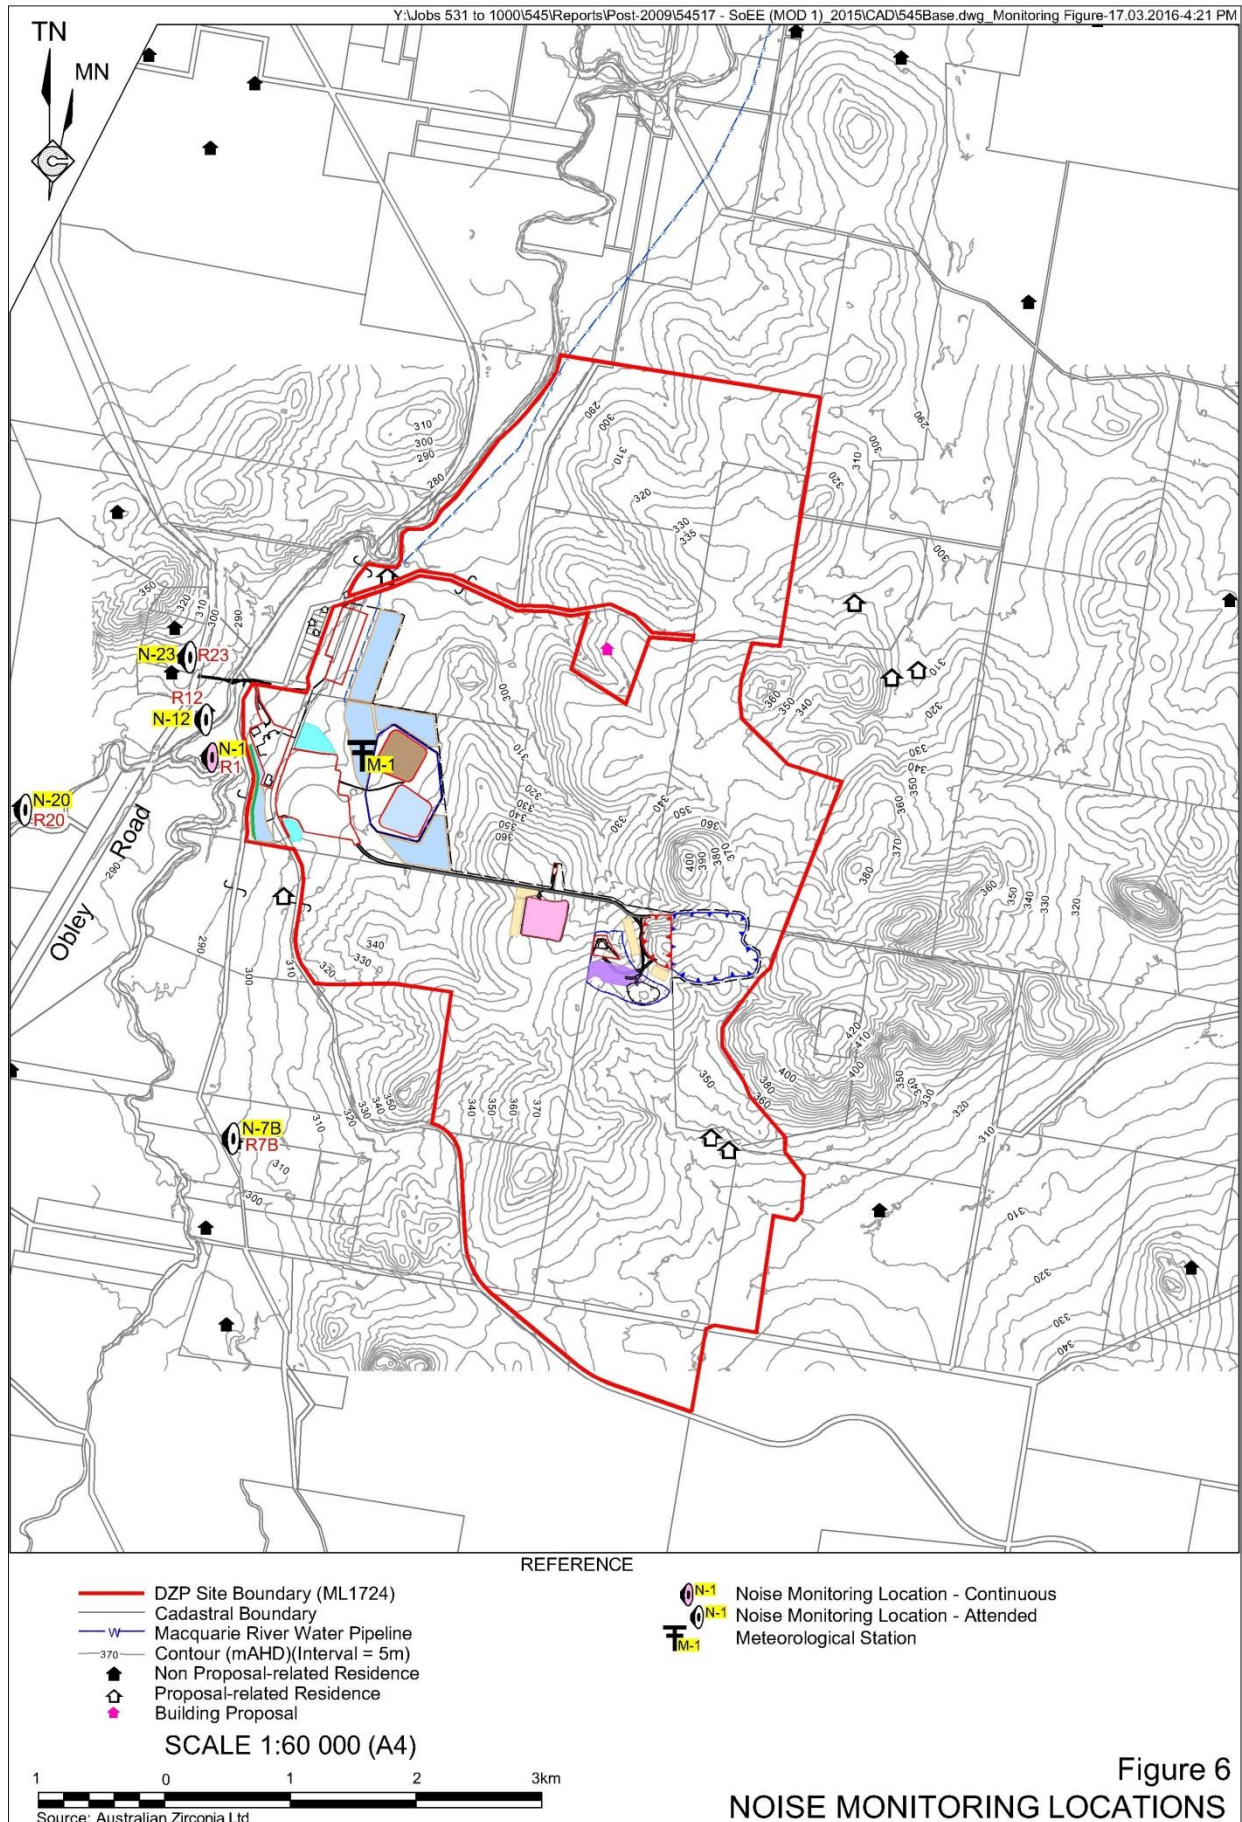 Y:\Jobs 531 to 1000\545\Reports\Post-2009\54517 - SoEE (MOD 1)_2015\CAD\545Base.dwg_Monitoring Figure-17.03.2016-4:21 PM
TN
MN
310
300
290
280
290
300
310
320
330
335
290
300
310
320
300
350
320
310
300
290
N-23 R23
R12
N-12
N-1
R1
M-1
N-20
R20
Obley Road
290
300
310
320
330
340
350
360
340
330
350
360
370
380
390
400
360
350
340
310
320
330
340
350
360
370
380
360
350
340
330
320
340
330
320
310
290
300
420
410
400
400
380
360
350
350
340
330
320
310
N-7B
R7B
310
300
320
330
340
350
340
350
360
370
310
320
330
340
REFERENCE
DZP Site Boundary (ML1724)
Cadastral Boundary
W Macquarie River Water Pipeline
370 Contour (mAHD)(Interval = 5m)
Non Proposal-related Residence
Proposal-related Residence
Building Proposal
N-1 Noise Monitoring Location - Continuous
N-1 Noise Monitoring Location - Attended
M-1 Meteorological Station
SCALE 1:60 000 (A4)
1 0 1 2 3km
Source: Australian Zirconia Ltd
Figure 6
NOISE MONITORING LOCATIONS